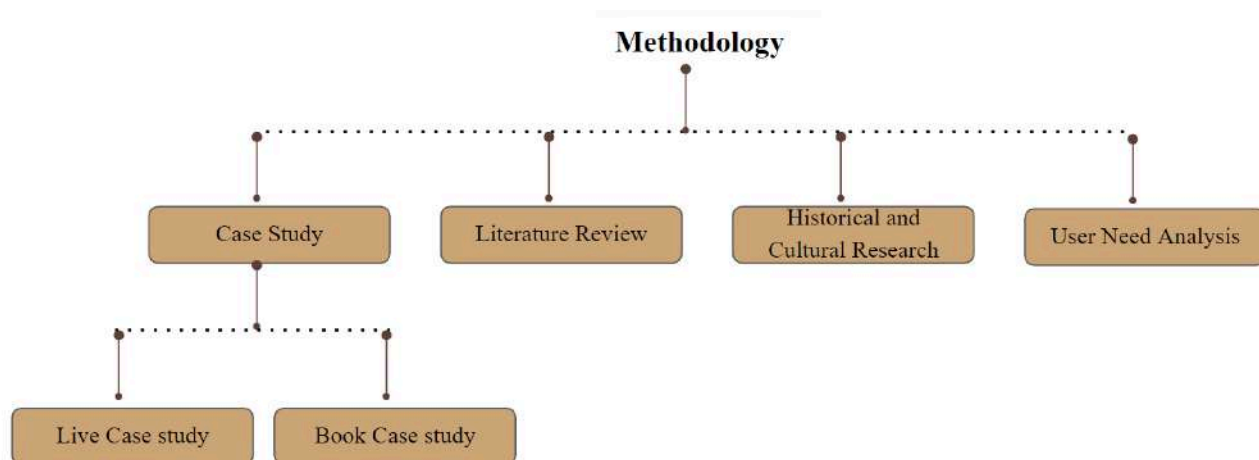 Methodology
Case Study
Literature Review
Historical and
Cultural Research
User Need Analysis
Live Case study
Book Case study